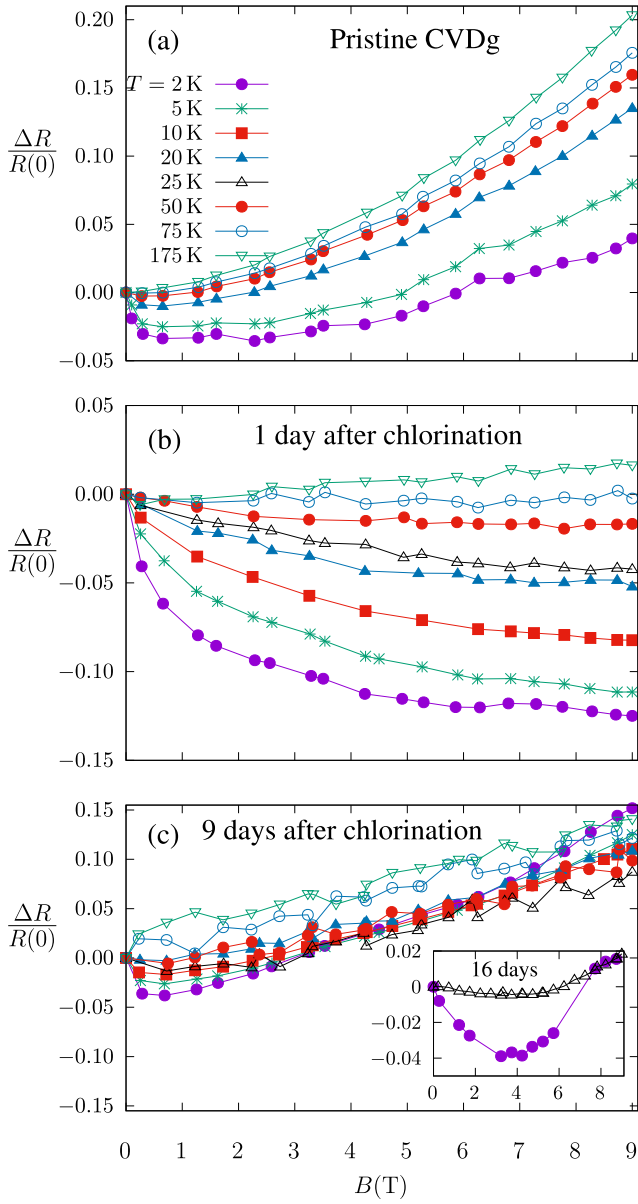 (a) Pristine CVDg
0.20
0.15
0.10
0.05
0.00
−0.05
ΔR
R(0)
T = 2 K
5 K
10 K
20 K
25 K
50 K
75 K
175 K
(b) 1 day after chlorination
0.05
0.00
−0.05
−0.10
−0.15
ΔR
R(0)
(c) 9 days after chlorination
0.15
0.10
0.05
0.00
−0.05
−0.10
−0.15
ΔR
R(0)
16 days
0.02
0
−0.02
−0.04
0 2 4 6 8
0 1 2 3 4 5 6 7 8 9
B(T)